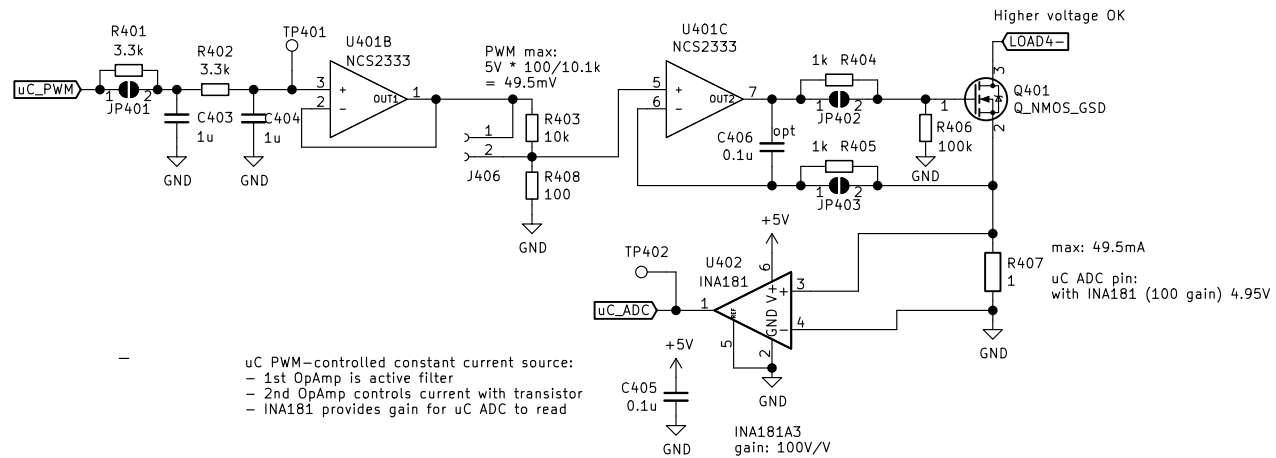 Higher voltage OK
LOAD4-
R401
3.3k
uC_PWM
1 2
JP401
R402
3.3k
TP401
C403
1u
GND
C404
1u
GND
U401B
NCS2333
3
+
2
-
OUT1
1
PWM max:
5V * 100/10.1k
= 49.5mV
1
2
J406
R403
10k
R408
100
GND
U401C
NCS2333
5
+
6
-
OUT2
7
C406
0.1u
opt
1k R404
1 2
JP402
1k R405
1 2
JP403
1
R406
100k
GND
3
Q401
Q_NMOS_GSD
2
+5V
TP402
U402
INA181
6
V+
3
+
uC_ADC
1
REF
GND
-
4
5
2
GND
R407
1
GND
max: 49.5mA
uC ADC pin:
with INA181 (100 gain) 4.95V
+5V
C405
0.1u
GND
INA181A3
gain: 100V/V
-
uC PWM-controlled constant current source:
- 1st OpAmp is active filter
- 2nd OpAmp controls current with transistor
- INA181 provides gain for uC ADC to read